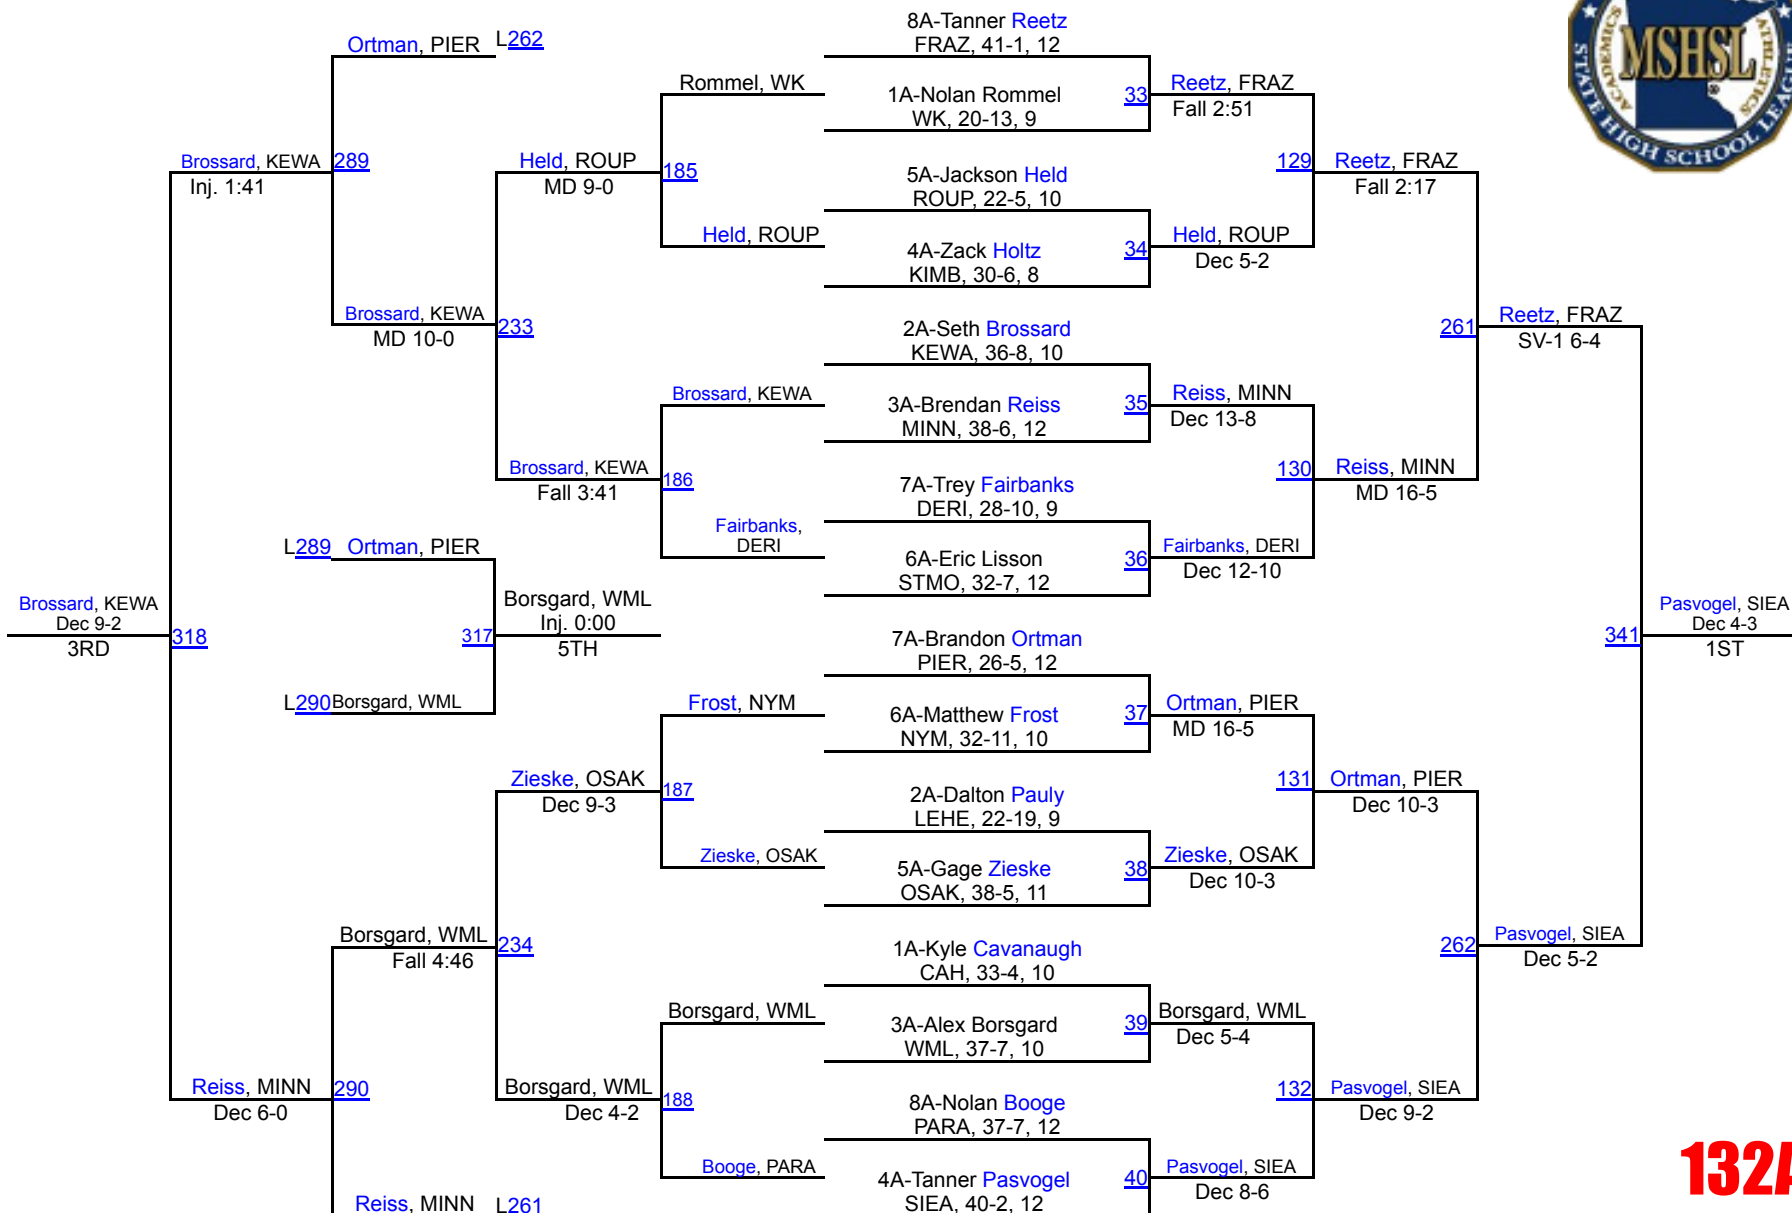 8A-Tanner Reetz
FRAZ, 41-1, 12
1A-Nolan Rommel
WK, 20-13, 9
33
5A-Jackson Held
ROUP, 22-5, 10
4A-Zack Holtz
KIMB, 30-6, 8
34
2A-Seth Brossard
KEWA, 36-8, 10
3A-Brendan Reiss
MINN, 38-6, 12
35
7A-Trey Fairbanks
DERI, 28-10, 9
6A-Eric Lisson
STMO, 32-7, 12
36
7A-Brandon Ortman
PIER, 26-5, 12
6A-Matthew Frost
NYM, 32-11, 10
37
2A-Dalton Pauly
LEHE, 22-19, 9
5A-Gage Zieske
OSAK, 38-5, 11
38
1A-Kyle Cavanaugh
CAH, 33-4, 10
3A-Alex Borsgard
WML, 37-7, 10
39
8A-Nolan Booge
PARA, 37-7, 12
4A-Tanner Pasvogel
SIEA, 40-2, 12
40
Reetz, FRAZ
Fall 2:51
Held, ROUP
Dec 5-2
129
Reiss, MINN
Dec 13-8
Fairbanks, DERI
Dec 12-10
130
Ortman, PIER
MD 16-5
Zieske, OSAK
Dec 10-3
131
Borsgard, WML
Dec 5-4
Pasvogel, SIEA
Dec 8-6
132
Reetz, FRAZ
Fall 2:17
Reiss, MINN
MD 16-5
261
Ortman, PIER
Dec 10-3
Pasvogel, SIEA
Dec 9-2
262
Reetz, FRAZ
SV-1 6-4
Pasvogel, SIEA
Dec 5-2
341
Pasvogel, SIEA
Dec 4-3
1ST
Rommel, WK
Held, ROUP
185
Brossard, KEWA
Fairbanks,
DERI
186
Frost, NYM
Zieske, OSAK
187
Borsgard, WML
Booge, PARA
188
Held, ROUP
MD 9-0
Brossard, KEWA
Fall 3:41
233
Zieske, OSAK
Dec 9-3
Borsgard, WML
Dec 4-2
234
Ortman, PIER L262
Brossard, KEWA
MD 10-0
289
Borsgard, WML
Fall 4:46
Reiss, MINN L261
290
Brossard, KEWA
Inj. 1:41
Reiss, MINN
Dec 6-0
318
Brossard, KEWA
Dec 9-2
3RD
L289 Ortman, PIER
L290 Borsgard, WML
317
Borsgard, WML
Inj. 0:00
5TH
MSHSL
STATE HIGH SCHOOL LEAGUE
ACADEMICS
ATHLETICS
132A